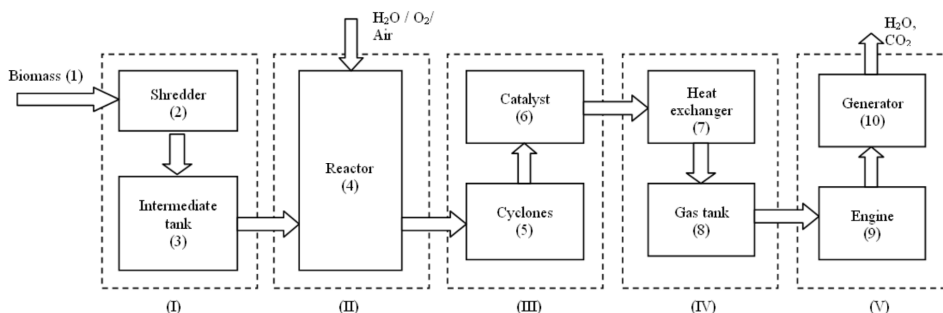 H₂O / O₂/
Air
H₂O,
CO₂
Biomass (1)
Shredder
(2)
Intermediate
tank
(3)
Reactor
(4)
Catalyst
(6)
Cyclones
(5)
Heat
exchanger
(7)
Gas tank
(8)
Generator
(10)
Engine
(9)
(I)
(II)
(III)
(IV)
(V)